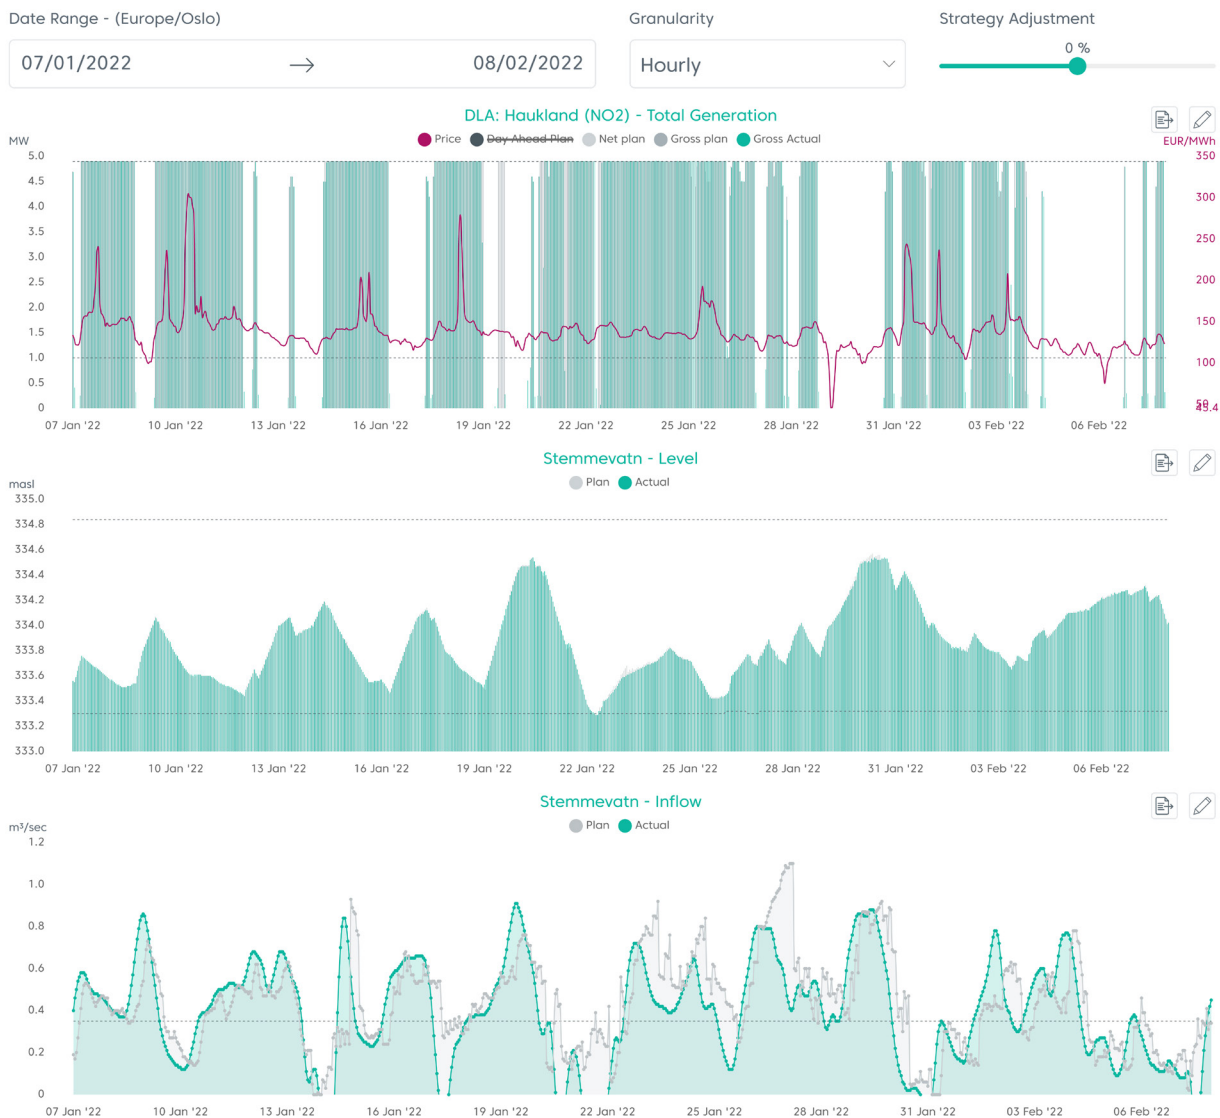 Date Range - (Europe/Oslo)
Granularity
Strategy Adjustment
07/01/2022 → 08/02/2022
Hourly
0 %
DLA: Haukland (NO2) - Total Generation
Price Day Ahead Plan Net plan Gross plan Gross Actual
MW
EUR/MWh
5.0
4.5
4.0
3.5
3.0
2.5
2.0
1.5
1.0
0.5
0
350
300
250
200
150
100
50
45.4
07 Jan '22 10 Jan '22 13 Jan '22 16 Jan '22 19 Jan '22 22 Jan '22 25 Jan '22 28 Jan '22 31 Jan '22 03 Feb '22 06 Feb '22
Stemmevatn - Level
Plan Actual
masl
335.0
334.8
334.6
334.4
334.2
334.0
333.8
333.6
333.4
333.2
333.0
07 Jan '22 10 Jan '22 13 Jan '22 16 Jan '22 19 Jan '22 22 Jan '22 25 Jan '22 28 Jan '22 31 Jan '22 03 Feb '22 06 Feb '22
Stemmevatn - Inflow
Plan Actual
m³/sec
1.2
1.0
0.8
0.6
0.4
0.2
0
07 Jan '22 10 Jan '22 13 Jan '22 16 Jan '22 19 Jan '22 22 Jan '22 25 Jan '22 28 Jan '22 31 Jan '22 03 Feb '22 06 Feb '22